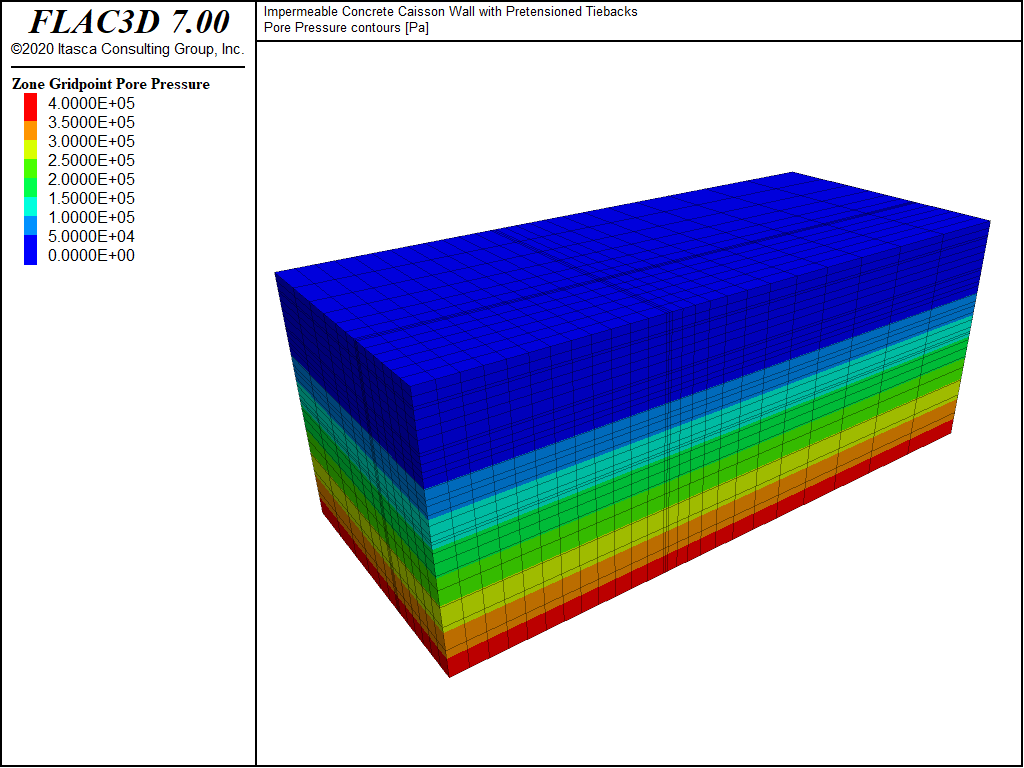 FLAC3D 7.00
©2020 Itasca Consulting Group, Inc.
Zone Gridpoint Pore Pressure
4.0000E+05
3.5000E+05
3.0000E+05
2.5000E+05
2.0000E+05
1.5000E+05
1.0000E+05
5.0000E+04
0.0000E+00
Impermeable Concrete Caisson Wall with Pretensioned Tiebacks
Pore Pressure contours [Pa]